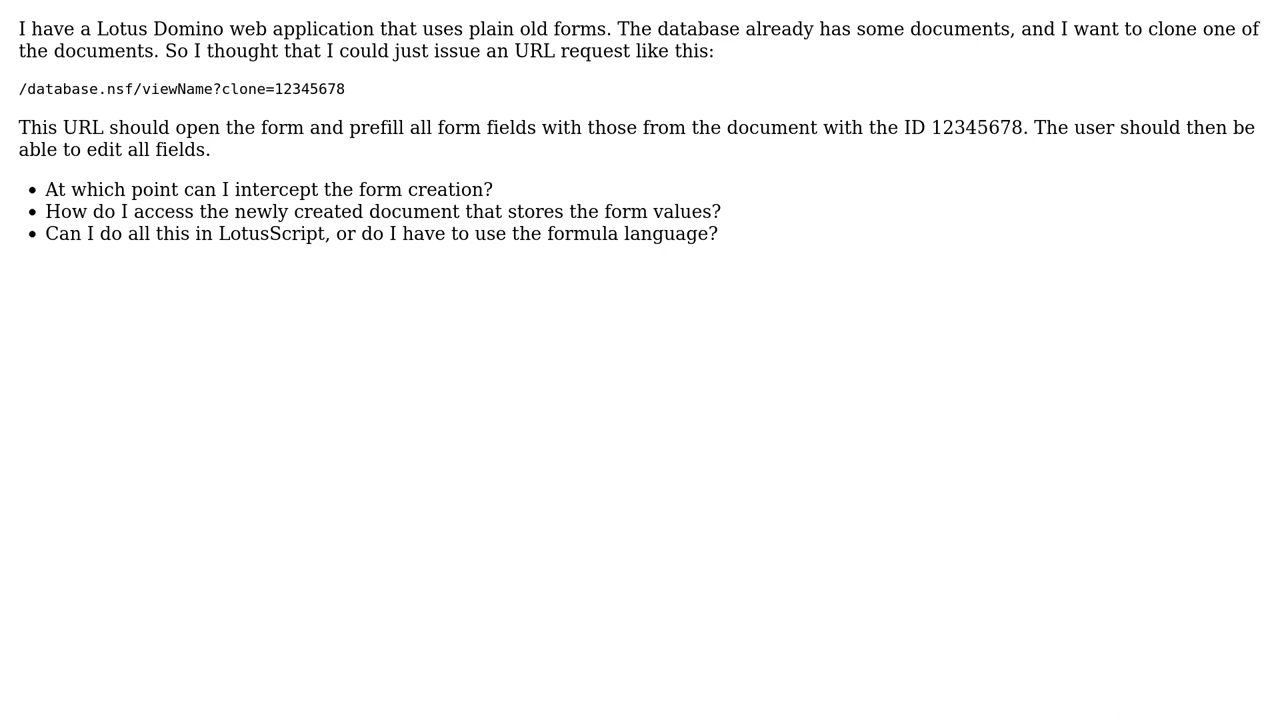 I have a Lotus Domino web application that uses plain old forms. The database already has some documents, and I want to clone one of
the documents. So I thought that I could just issue an URL request like this:
/database.nsf/viewName?clone=12345678
This URL should open the form and prefill all form fields with those from the document with the ID 12345678. The user should then be
able to edit all fields.
• At which point can I intercept the form creation?
• How do I access the newly created document that stores the form values?
• Can I do all this in LotusScript, or do I have to use the formula language?